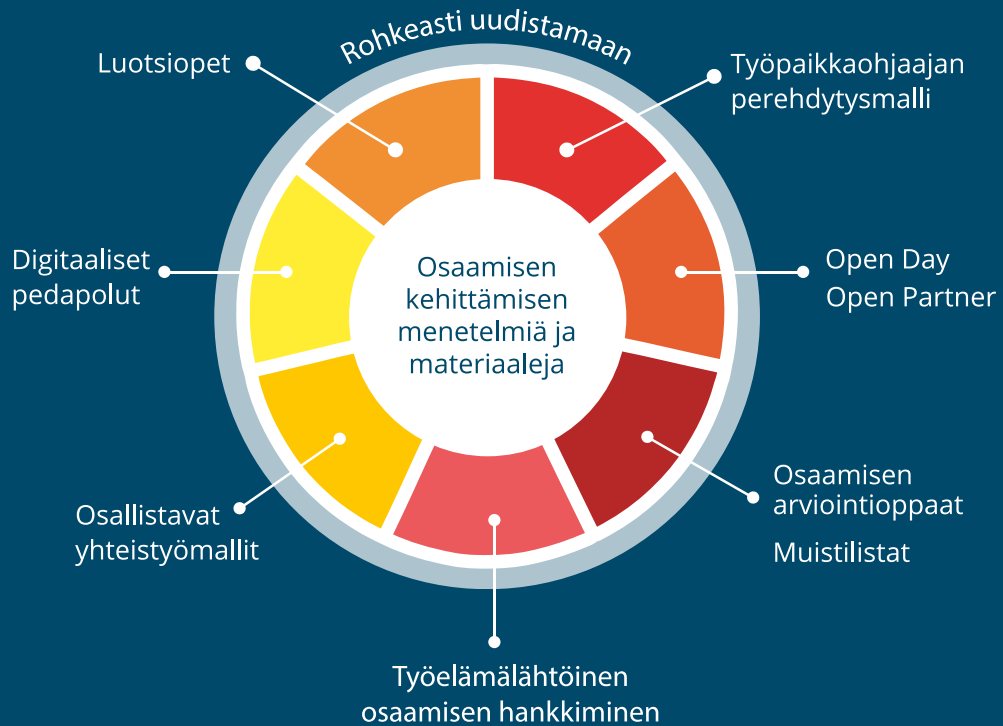 Rohkeasti uudistamaan
Luotsiopet
Työpaikkaohjaajan
perehdytysmalli
Digitaaliset
pedapolut
Osaamisen
kehittämisen
menetelmiä ja
materiaaleja
Open Day
Open Partner
Osallistavat
yhteistyömallit
Osaamisen
arviointioppaat
Muistilistat
Työelämälähtöinen
osaamisen hankkiminen